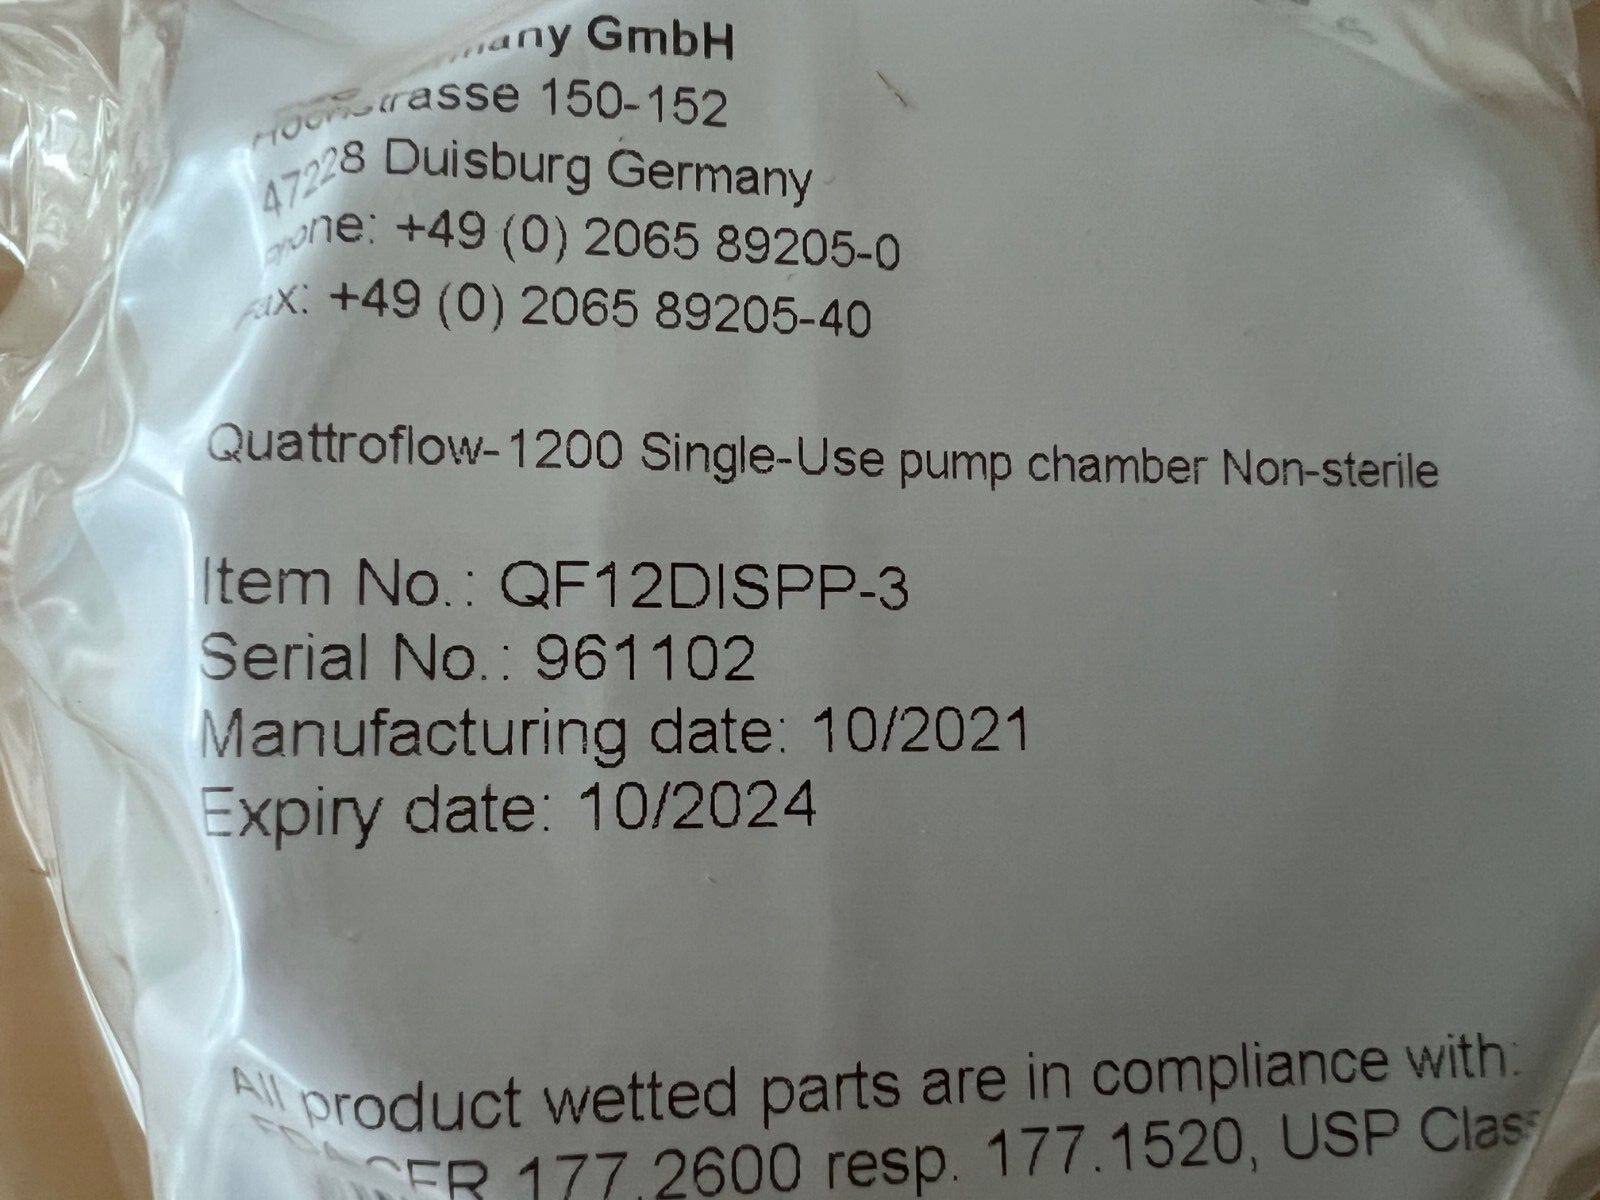 GmbH
150-152
47228 Duisburg Germany
Phone: +49 (0) 2065 89205-0
Fax: +49 (0) 2065 89205-40
Quattroflow-1200 Single-Use pump chamber Non-sterile
Item No.: QF12DISPP-3
Serial No.: 961102
Manufacturing date: 10/2021
Expiry date: 10/2024
All product wetted parts are in compliance with:
CFR 177.2600 resp. 177.1520, USP Class